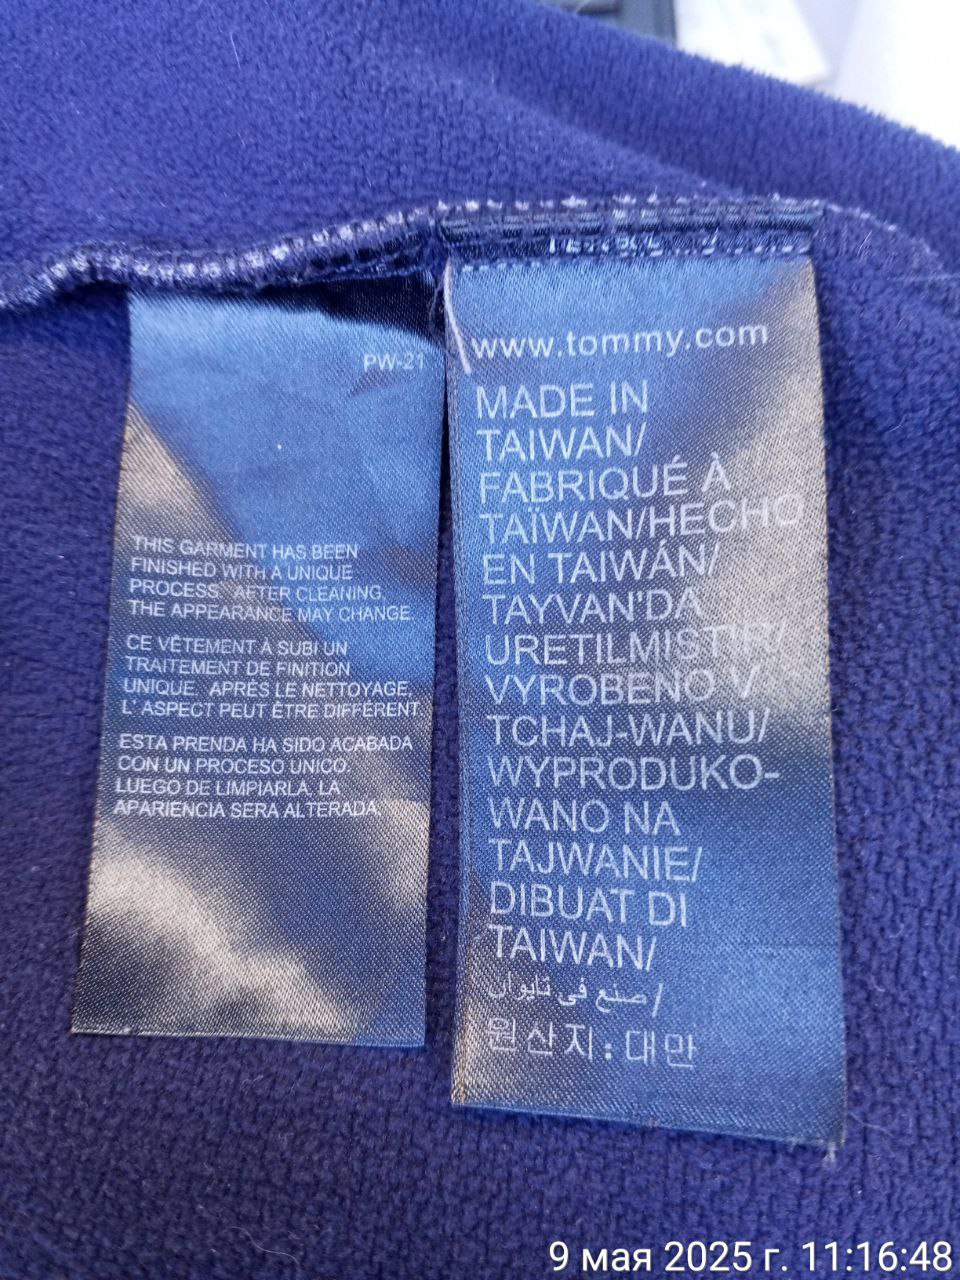 PW-21
THIS GARMENT HAS BEEN
FINISHED WITH A UNIQUE
PROCESS. AFTER CLEANING.
THE APPEARANCE MAY CHANGE.
CE VÊTEMENT À SUBI UN
TRAITEMENT DE FINITION
UNIQUE. APRÉS LE NETTOYAGE,
L' ASPECT PEUT ÊTRE DIFFÉRENT
ESTA PRENDA HA SIDO ACABADA
CON UN PROCESO UNICO.
LUEGO DE LIMPIARLA, LA
APARIENCIA SERA ALTERADA.
www.tommy.com
MADE IN
TAIWAN/
FABRIQUÉ À
TAÏWAN/HECHO
EN TAIWÁN/
TAYVAN'DA
URETILMISTIR/
VYROBENO V
TCHAJ-WANU/
WYPRODUKO-
WANO NA
TAJWANIE/
DIBUAT DI
TAIWAN/
صنع في تايوان/
원산지: 대만
9 мая 2025 г. 11:16:48